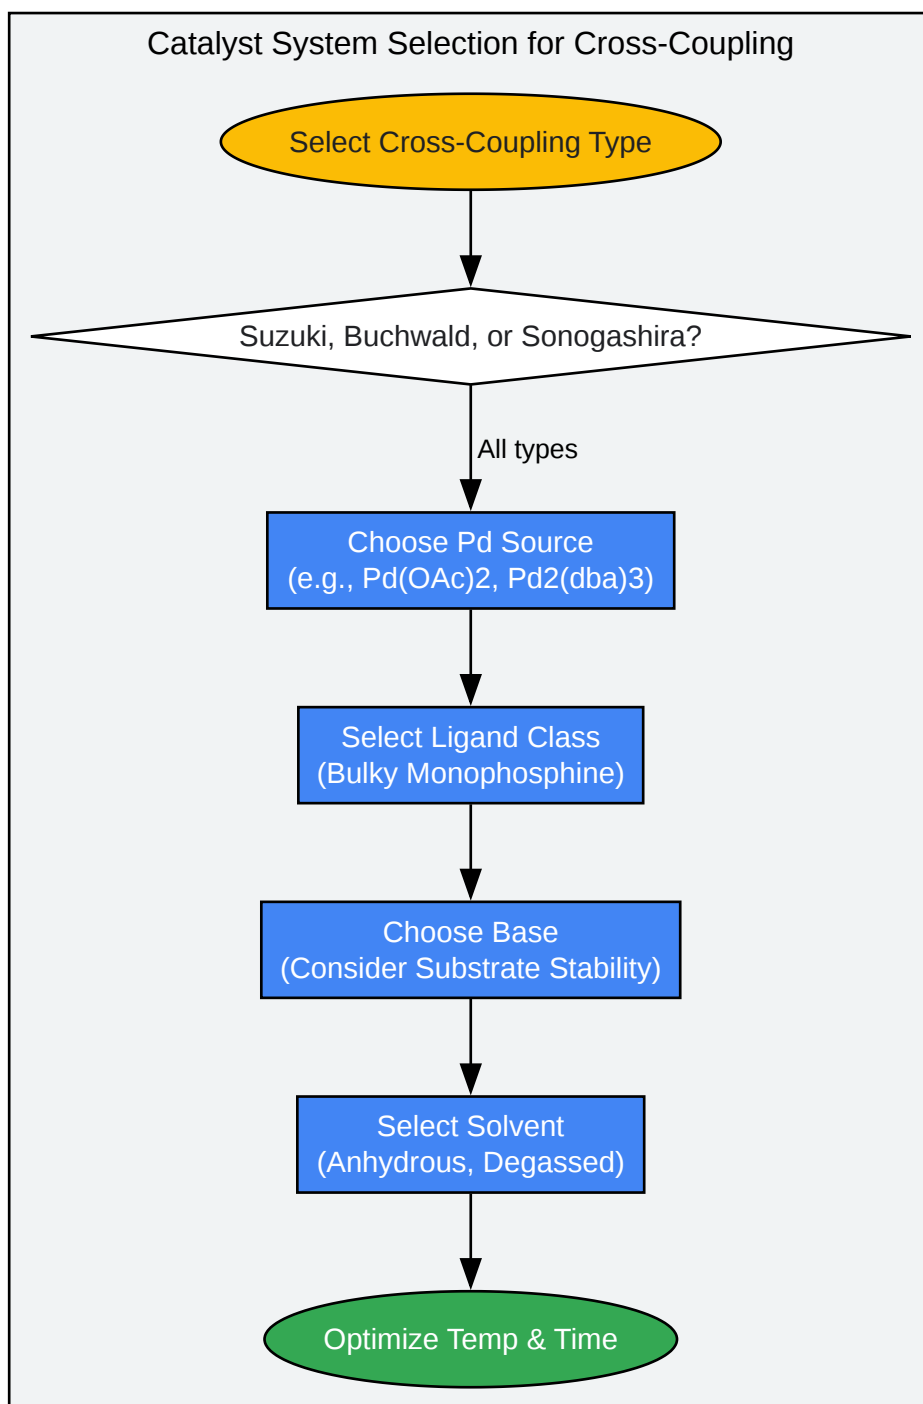 Catalyst System Selection for Cross-Coupling
Select Cross-Coupling Type
Suzuki, Buchwald, or Sonogashira?
All types
Choose Pd Source
(e.g., Pd(OAc)2, Pd2(dba)3)
Select Ligand Class
(Bulky Monophosphine)
Choose Base
(Consider Substrate Stability)
Select Solvent
(Anhydrous, Degassed)
Optimize Temp & Time